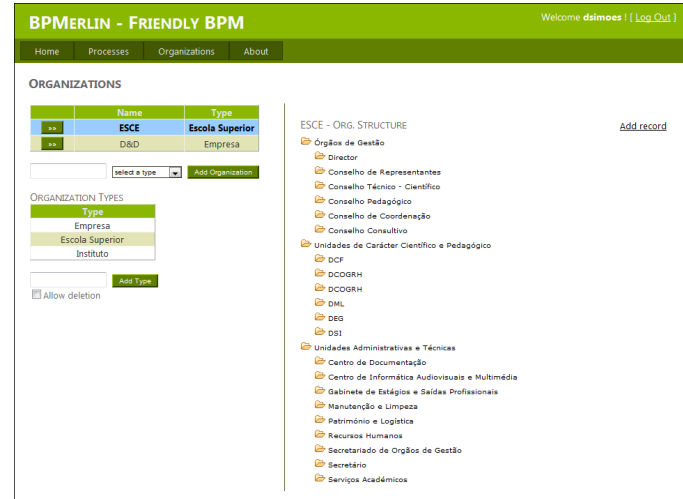 BPMerlin - Friendly BPM
Welcome dsimoes ! [ Log Out ]
Home Processes Organizations About
Organizations
Name Type
»» ESCE Escola Superior
»» D&D Empresa
select a type Add Organization
Organization Types
Type
Empresa
Escola Superior
Instituto
Add Type
Allow deletion
ESCE - Org. Structure
Add record
Órgãos de Gestão
Director
Conselho de Representantes
Conselho Técnico - Científico
Conselho Pedagógico
Conselho de Coordenação
Conselho Consultivo
Unidades de Carácter Científico e Pedagógico
DCF
DCOGRH
DCOGRH
DML
DEG
DSI
Unidades Administrativas e Técnicas
Centro de Documentação
Centro de Informática Audiovisuais e Multimédia
Gabinete de Estágios e Saídas Profissionais
Manutenção e Limpeza
Património e Logística
Recursos Humanos
Secretariado de Orgãos de Gestão
Secretário
Serviços Académicos